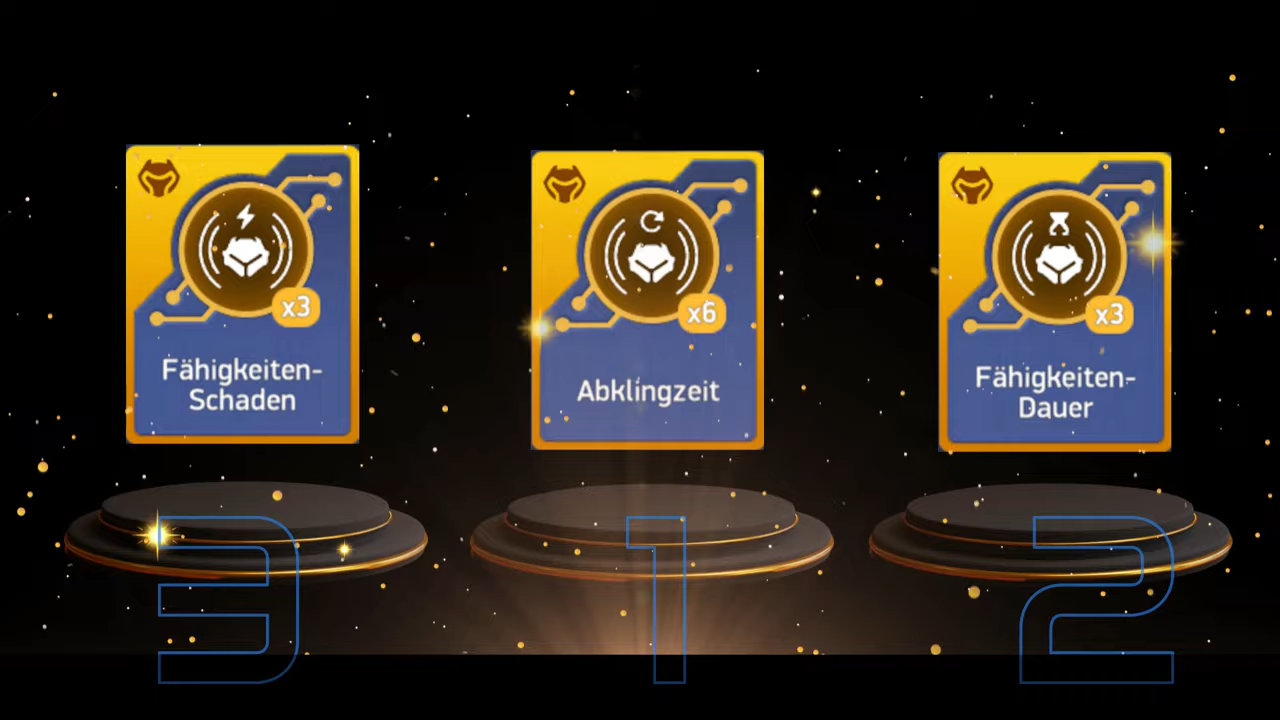 x3
Fähigkeiten-
Schaden
x6
Abklingzeit
x3
Fähigkeiten-
Dauer
3
1
2